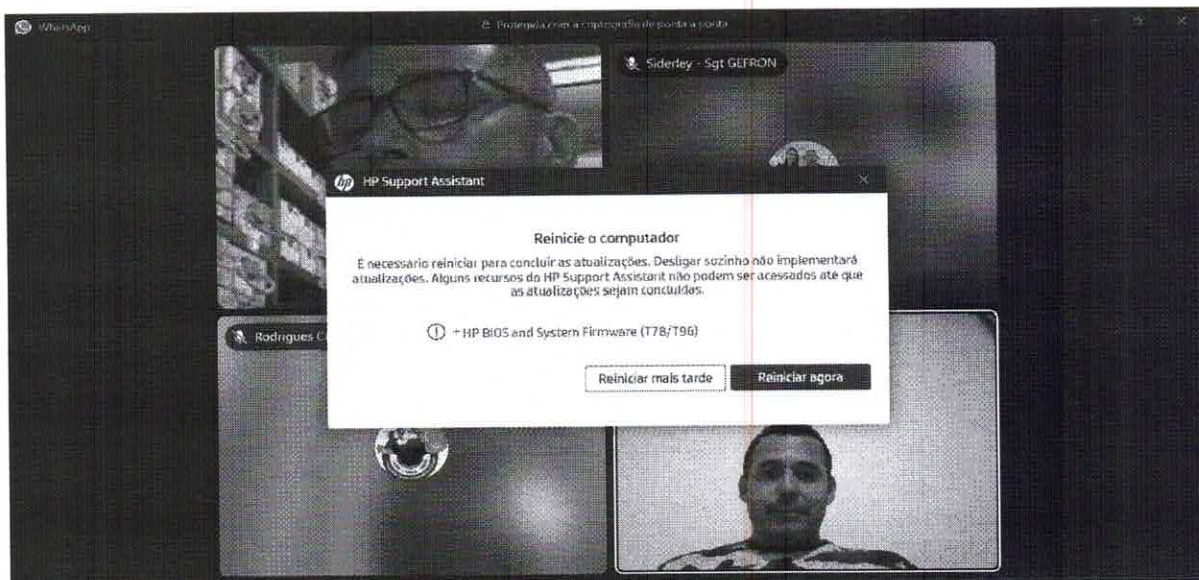 WhatsApp
Protegida com a criptografia de ponta a ponta
Siderley - Sgt GEFRON
hp HP Support Assistant
Reinicie o computador
É necessário reiniciar para concluir as atualizações. Desligar sozinho não implementará
atualizações. Alguns recursos do HP Support Assistant não podem ser acessados até que
as atualizações sejam concluídas.
Rodrigues
* HP BIOS and System Firmware (T78/T96)
Reiniciar mais tarde
Reiniciar agora